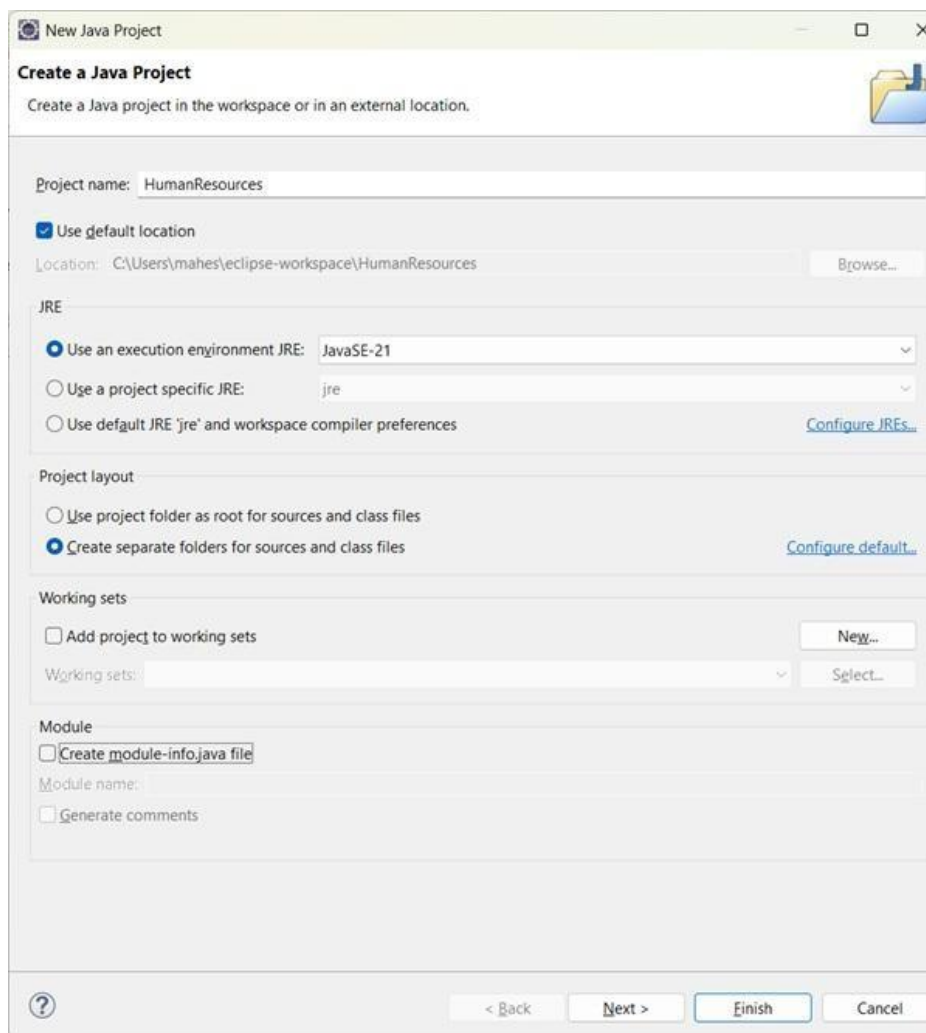 New Java Project
Create a Java Project
Create a Java project in the workspace or in an external location.
Project name: HumanResources
Use default location
Location: C:\Users\mahes\eclipse-workspace\HumanResources Browse...
JRE
Use an execution environment JRE: JavaSE-21
Use a project specific JRE: jre
Use default JRE 'jre' and workspace compiler preferences Configure JREs...
Project layout
Use project folder as root for sources and class files
Create separate folders for sources and class files Configure default...
Working sets
Add project to working sets New...
Working sets: Select...
Module
Create module-info.java file
Module name:
Generate comments
? < Back Next > Finish Cancel